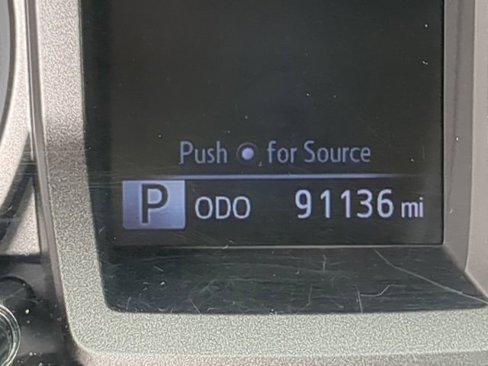 Push for Source
P ODO 91136 mi